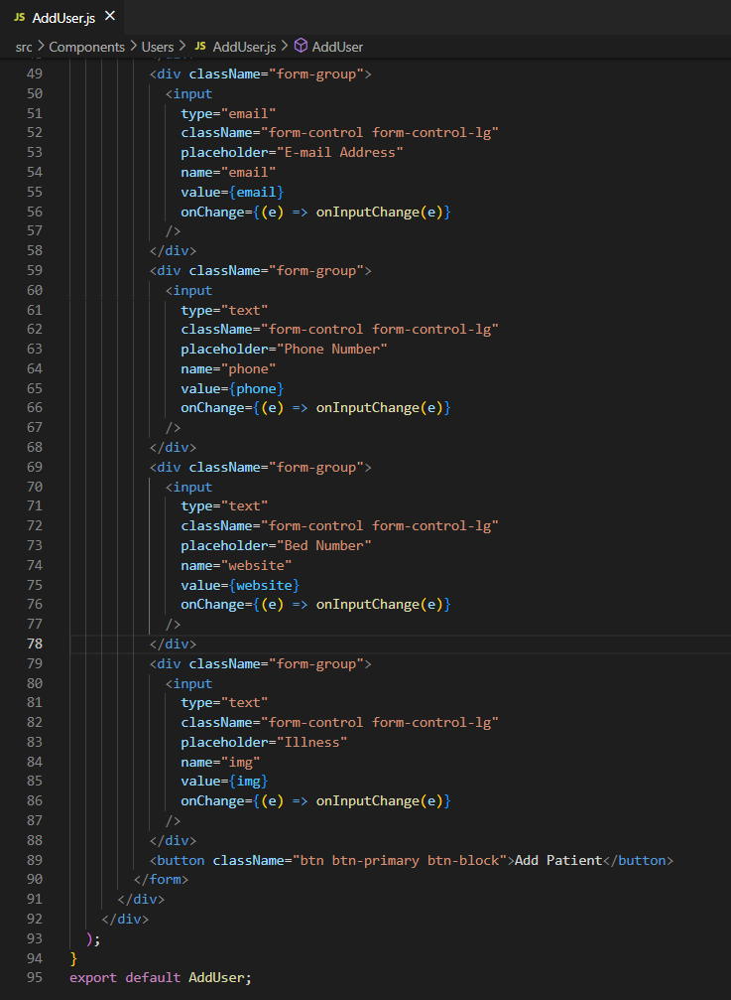 JS AddUser.js ×
src > Components > Users > JS AddUser.js > AddUser
49 <div className="form-group">
50 <input
51 type="email"
52 className="form-control form-control-lg"
53 placeholder="E-mail Address"
54 name="email"
55 value={email}
56 onChange={(e) => onInputChange(e)}
57 />
58 </div>
59 <div className="form-group">
60 <input
61 type="text"
62 className="form-control form-control-lg"
63 placeholder="Phone Number"
64 name="phone"
65 value={phone}
66 onChange={(e) => onInputChange(e)}
67 />
68 </div>
69 <div className="form-group">
70 <input
71 type="text"
72 className="form-control form-control-lg"
73 placeholder="Bed Number"
74 name="website"
75 value={website}
76 onChange={(e) => onInputChange(e)}
77 />
78 </div>
79 <div className="form-group">
80 <input
81 type="text"
82 className="form-control form-control-lg"
83 placeholder="Illness"
84 name="img"
85 value={img}
86 onChange={(e) => onInputChange(e)}
87 />
88 </div>
89 <button className="btn btn-primary btn-block">Add Patient</button>
90 </form>
91 </div>
92 </div>
93 );
94 }
95 export default AddUser;